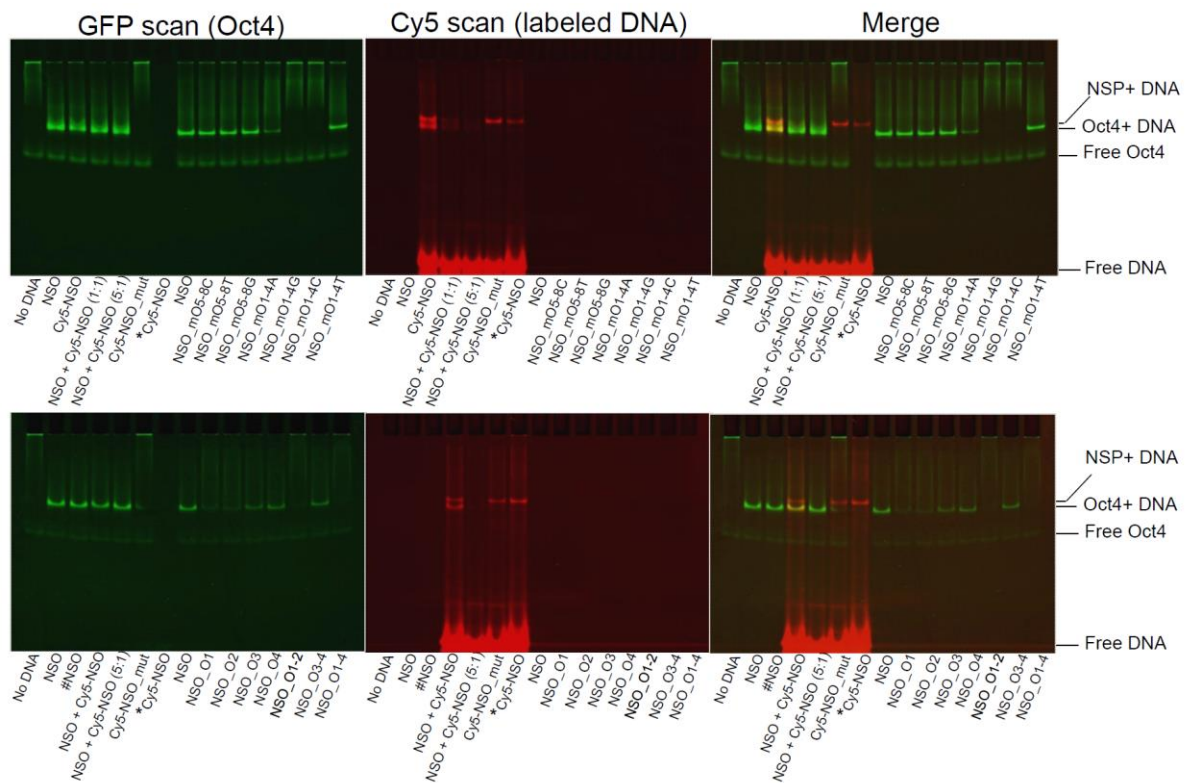 GFP scan (Oct4)
Cy5 scan (labeled DNA)
Merge
NSP+ DNA
Oct4+ DNA
Free Oct4
Free DNA
No DNA
NSO
Cy5-NSO
NSO + Cy5-NSO (1:1)
NSO + Cy5-NSO (5:1)
Cy5-NSO_mut
*Cy5-NSO
NSO
NSO_mO5-8C
NSO_mO5-8T
NSO_mO5-8G
NSO_mO1-4A
NSO_mO1-4G
NSO_mO1-4C
NSO_mO1-4T
No DNA
NSO
Cy5-NSO
NSO + Cy5-NSO (1:1)
NSO + Cy5-NSO (5:1)
Cy5-NSO_mut
*Cy5-NSO
NSO
NSO_mO5-8C
NSO_mO5-8T
NSO_mO5-8G
NSO_mO1-4A
NSO_mO1-4G
NSO_mO1-4C
NSO_mO1-4T
No DNA
NSO
Cy5-NSO
NSO + Cy5-NSO (1:1)
NSO + Cy5-NSO (5:1)
Cy5-NSO_mut
*Cy5-NSO
NSO
NSO_mO5-8C
NSO_mO5-8T
NSO_mO5-8G
NSO_mO1-4A
NSO_mO1-4G
NSO_mO1-4C
NSO_mO1-4T
NSP+ DNA
Oct4+ DNA
Free Oct4
Free DNA
No DNA
NSO
#NSO
NSO + Cy5-NSO
NSO + Cy5-NSO (5:1)
Cy5-NSO_mut
*Cy5-NSO
NSO
NSO_O1
NSO_O2
NSO_O3
NSO_O4
NSO_O1-2
NSO_O3-4
NSO_O1-4
No DNA
NSO
#NSO
NSO + Cy5-NSO
NSO + Cy5-NSO (5:1)
Cy5-NSO_mut
*Cy5-NSO
NSO
NSO_O1
NSO_O2
NSO_O3
NSO_O4
NSO_O1-2
NSO_O3-4
NSO_O1-4
No DNA
NSO
#NSO
NSO + Cy5-NSO
NSO + Cy5-NSO (5:1)
Cy5-NSO_mut
*Cy5-NSO
NSO
NSO_O1
NSO_O2
NSO_O3
NSO_O4
NSO_O1-2
NSO_O3-4
NSO_O1-4